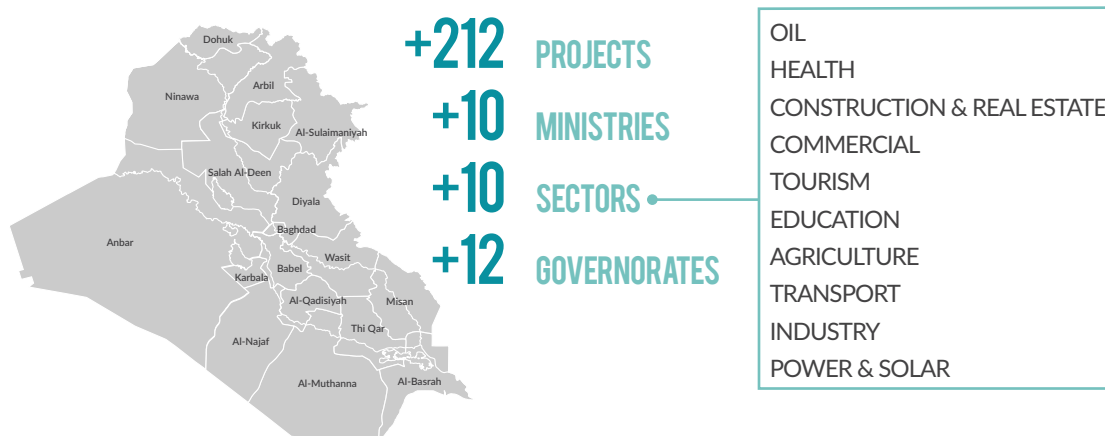 Dohuk
Ninawa
Arbil
Kirkuk
Al-Sulaimaniyah
Salah Al-Deen
Diyala
Anbar
Baghdad
Wasit
Karbala
Babel
Al-Qadisiyah
Misan
Thi Qar
Al-Najaf
Al-Muthanna
Al-Basrah
+212 PROJECTS
+10 MINISTRIES
+10 SECTORS
+12 GOVERNORATES
OIL
HEALTH
CONSTRUCTION & REAL ESTATE
COMMERCIAL
TOURISM
EDUCATION
AGRICULTURE
TRANSPORT
INDUSTRY
POWER & SOLAR